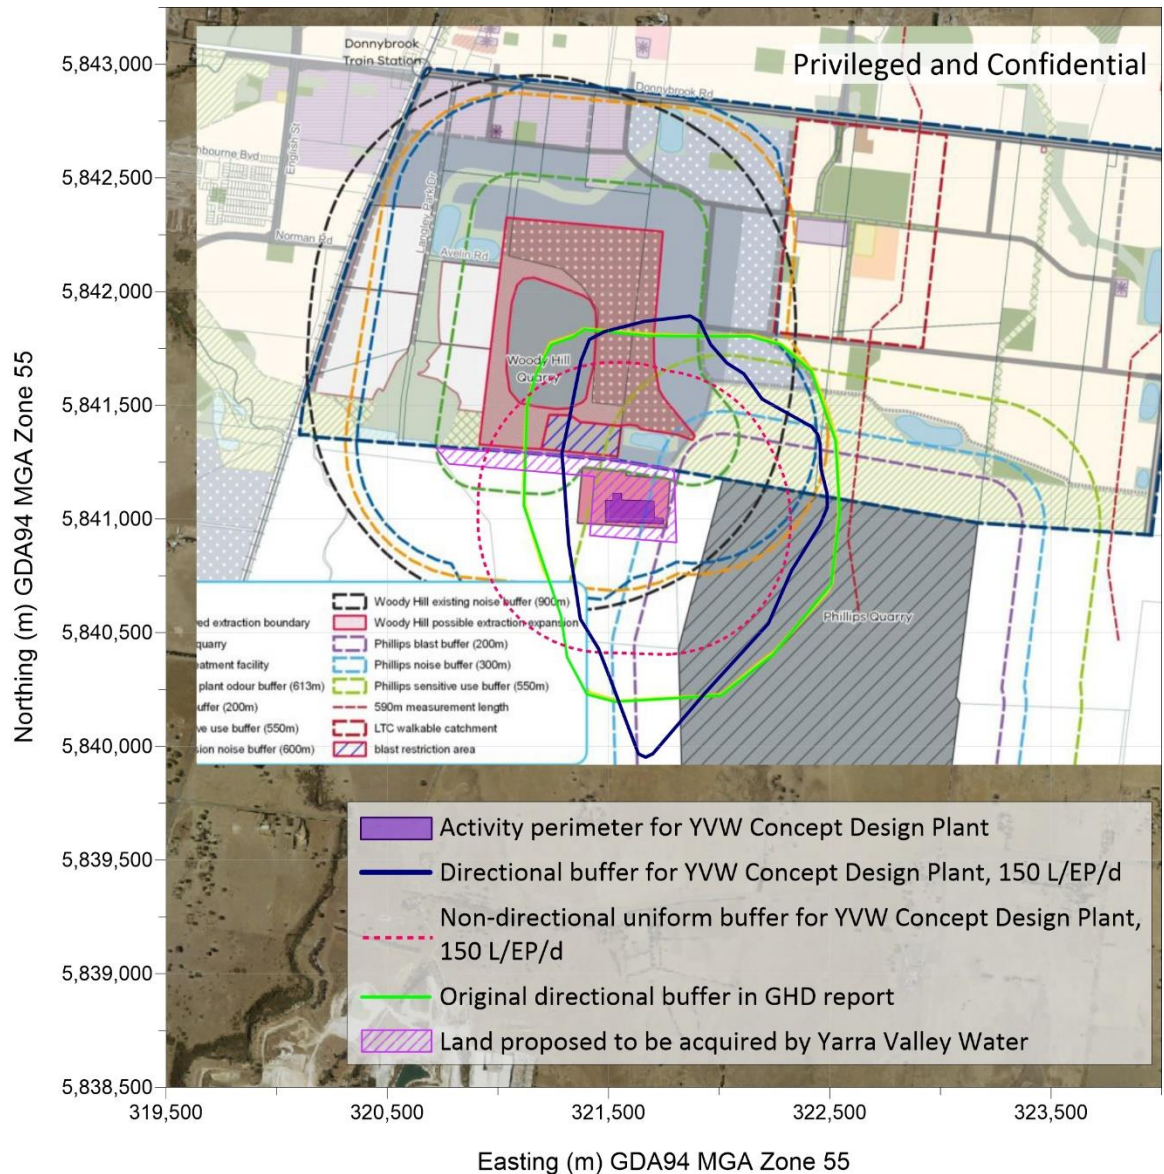 5,843,000
5,842,500
5,842,000
5,841,500
5,841,000
5,840,500
5,840,000
5,839,500
5,839,000
5,838,500
Northing (m) GDA94 MGA Zone 55
Privileged and Confidential
Donnybrook
Train Station
Donnybrook Rd
English St
hbourne Bvd
Norman Rd
Langley Park Dr
Avelin Rd
Woody Hill
Quarry
Phillips Quarry
ed extraction boundary
quarry
eatment facility
plant odour buffer (613m)
uffer (200m)
ve use buffer (550m)
sion noise buffer (600m)
Woody Hill existing noise buffer (900m)
Woody Hill possible extraction expansion
Phillips blast buffer (200m)
Phillips noise buffer (300m)
Phillips sensitive use buffer (550m)
590m measurement length
LTC walkable catchment
blast restriction area
Activity perimeter for YVW Concept Design Plant
Directional buffer for YVW Concept Design Plant, 150 L/EP/d
Non-directional uniform buffer for YVW Concept Design Plant,
150 L/EP/d
Original directional buffer in GHD report
Land proposed to be acquired by Yarra Valley Water
319,500
320,500
321,500
322,500
323,500
Easting (m) GDA94 MGA Zone 55